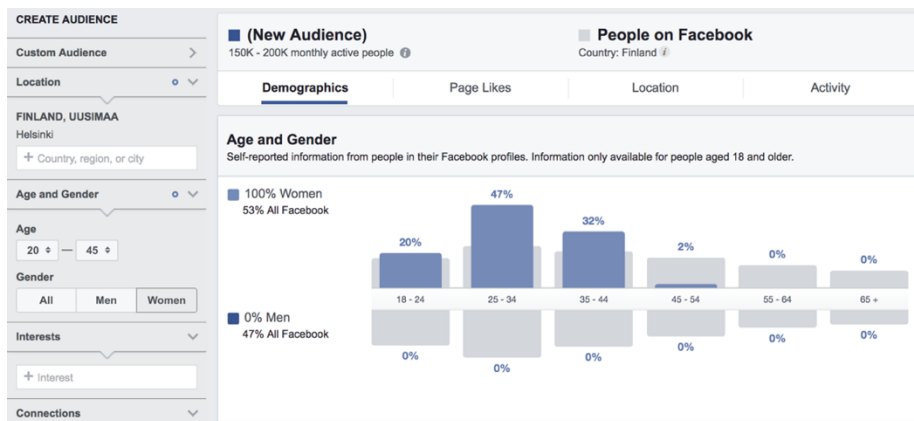 CREATE AUDIENCE
Custom Audience
Location
FINLAND, UUSIMAA
Helsinki
+ Country, region, or city
Age and Gender
Age
20 — 45
Gender
All Men Women
Interests
+ Interest
Connections
(New Audience)
150K - 200K monthly active people i
People on Facebook
Country: Finland i
Demographics Page Likes Location Activity
Age and Gender
Self-reported information from people in their Facebook profiles. Information only available for people aged 18 and older.
100% Women
53% All Facebook
20% 47% 32% 2% 0% 0%
18 - 24 25 - 34 35 - 44 45 - 54 55 - 64 65 +
0% Men
47% All Facebook
0% 0% 0% 0% 0% 0%